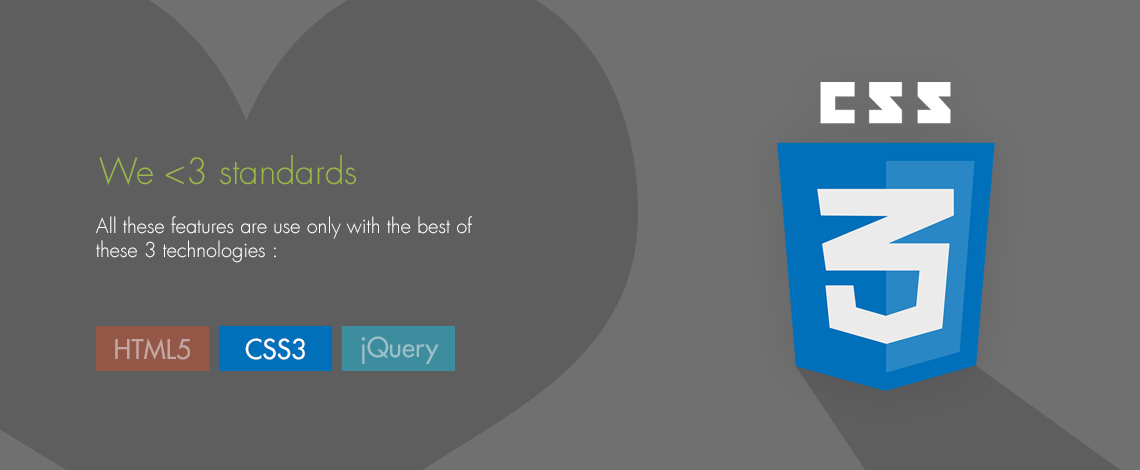 We <3 standards
All these features are use only with the best of
these 3 technologies :
HTML5 CSS3 jQuery
CSS
3